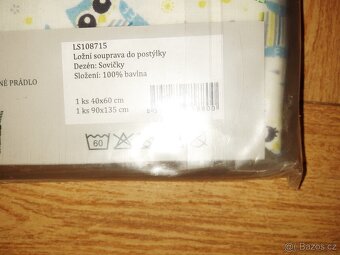 LS108715
Ložní souprava do postýlky
Dezén: Sovičky
Složení: 100% bavlna
NÉ PRÁDLO
1 ks 40x60 cm
1 ks 90x135 cm
60
Bazoš.cz